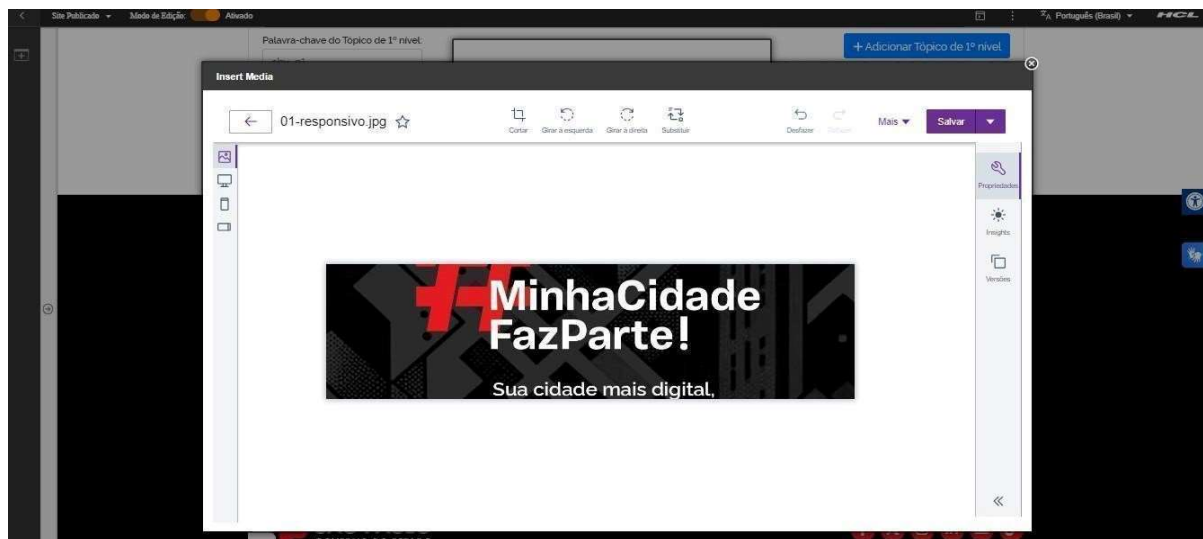 Site Publicado
Modo de Edição:
Ativado
Português (Brasil)
HCL
Palavra-chave do Tópico de 1º nível:
+ Adicionar Tópico de 1º nível
Insert Media
01-responsivo.jpg
Cortar
Girar à esquerda
Girar à direita
Substituir
Desfazer
Mais
Salvar
Propriedades
Insights
Versões
#MinhaCidade
FazParte!
Sua cidade mais digital,